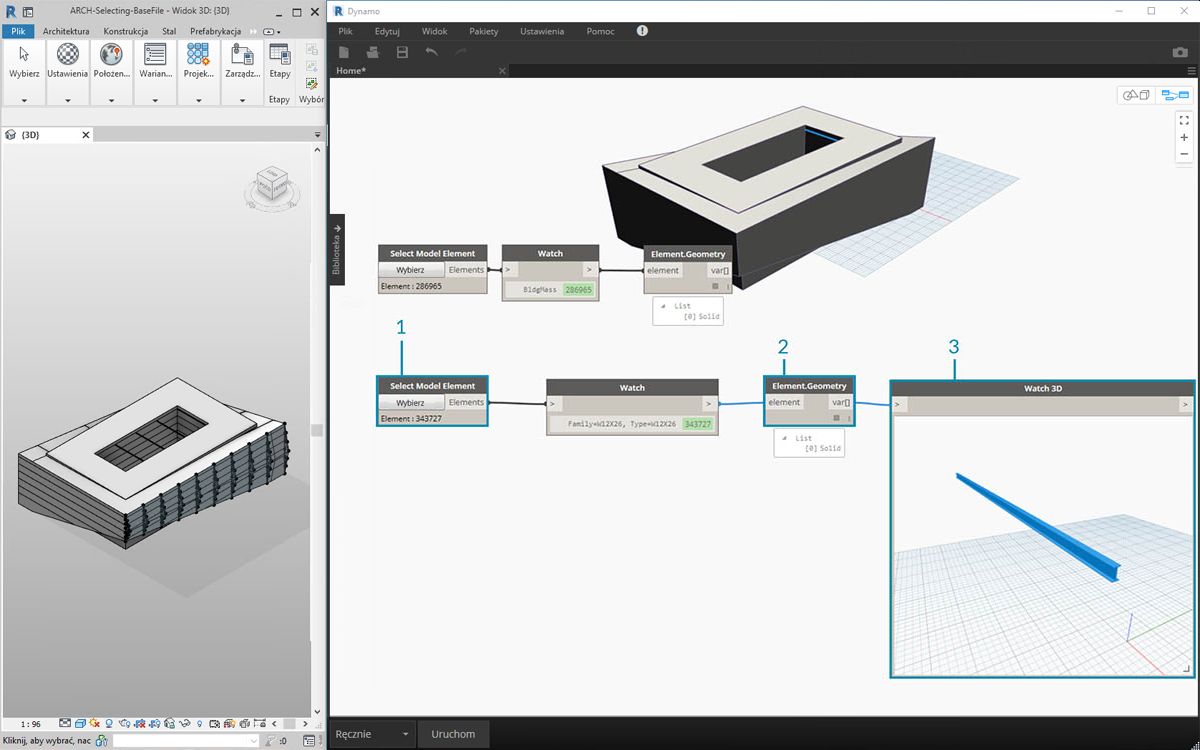 ARCH-Selecting-BaseFile - Widok 3D: {3D}
Plik Architektura Konstrukcja Stal Prefabrykacja
Wybierz Ustawienia Położen... Warian... Projek... Zarządz... Etapy
Etapy Wybór
{3D}
1 : 96
Kliknij, aby wybrać, nac
:0
Dynamo
Plik Edytuj Widok Pakiety Ustawienia Pomoc
Home*
Biblioteka
Select Model Element
Wybierz Elements
Element : 286965
Watch
> >
BldgMass 286965
Element.Geometry
element var[]
List
[0] Solid
1
2
3
Select Model Element
Wybierz Elements
Element : 343727
Watch
> >
Family=W12X26, Type=W12X26 343727
Element.Geometry
element var[]
List
[0] Solid
Watch 3D
> >
Ręcznie Uruchom